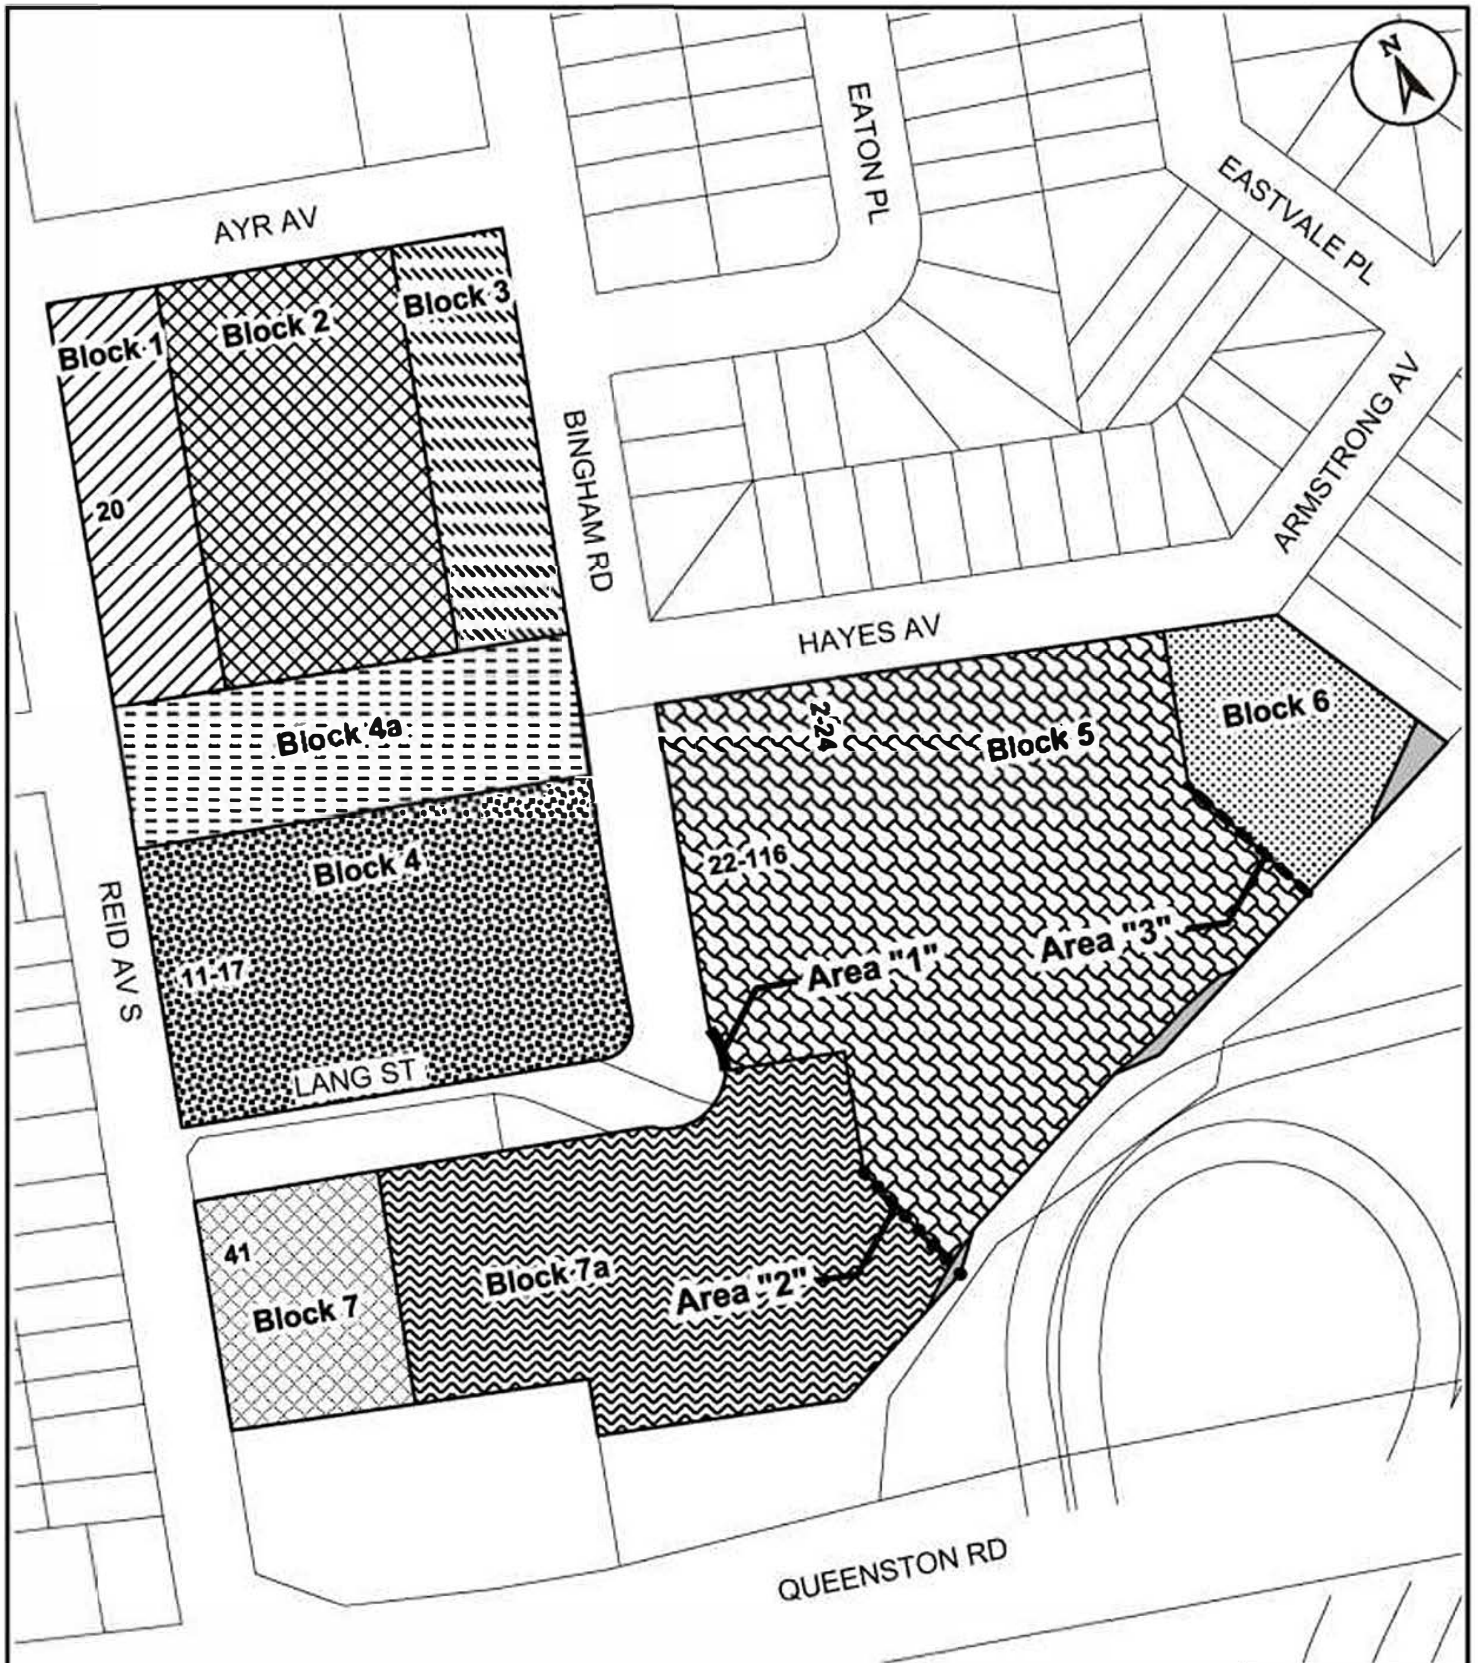 N
EATON PL
EASTVALE PL
AYR AV
Block 1
Block 2
Block 3
BINGHAM RD
ARMSTRONG AV
20
HAYES AV
Block 4a
2-24
Block 5
Block 6
Block 4
22-116
REID AV S
11-17
Area "1"
Area "3"
LANG ST
41
Block 7
Block 7a
Area "2"
QUEENSTON RD